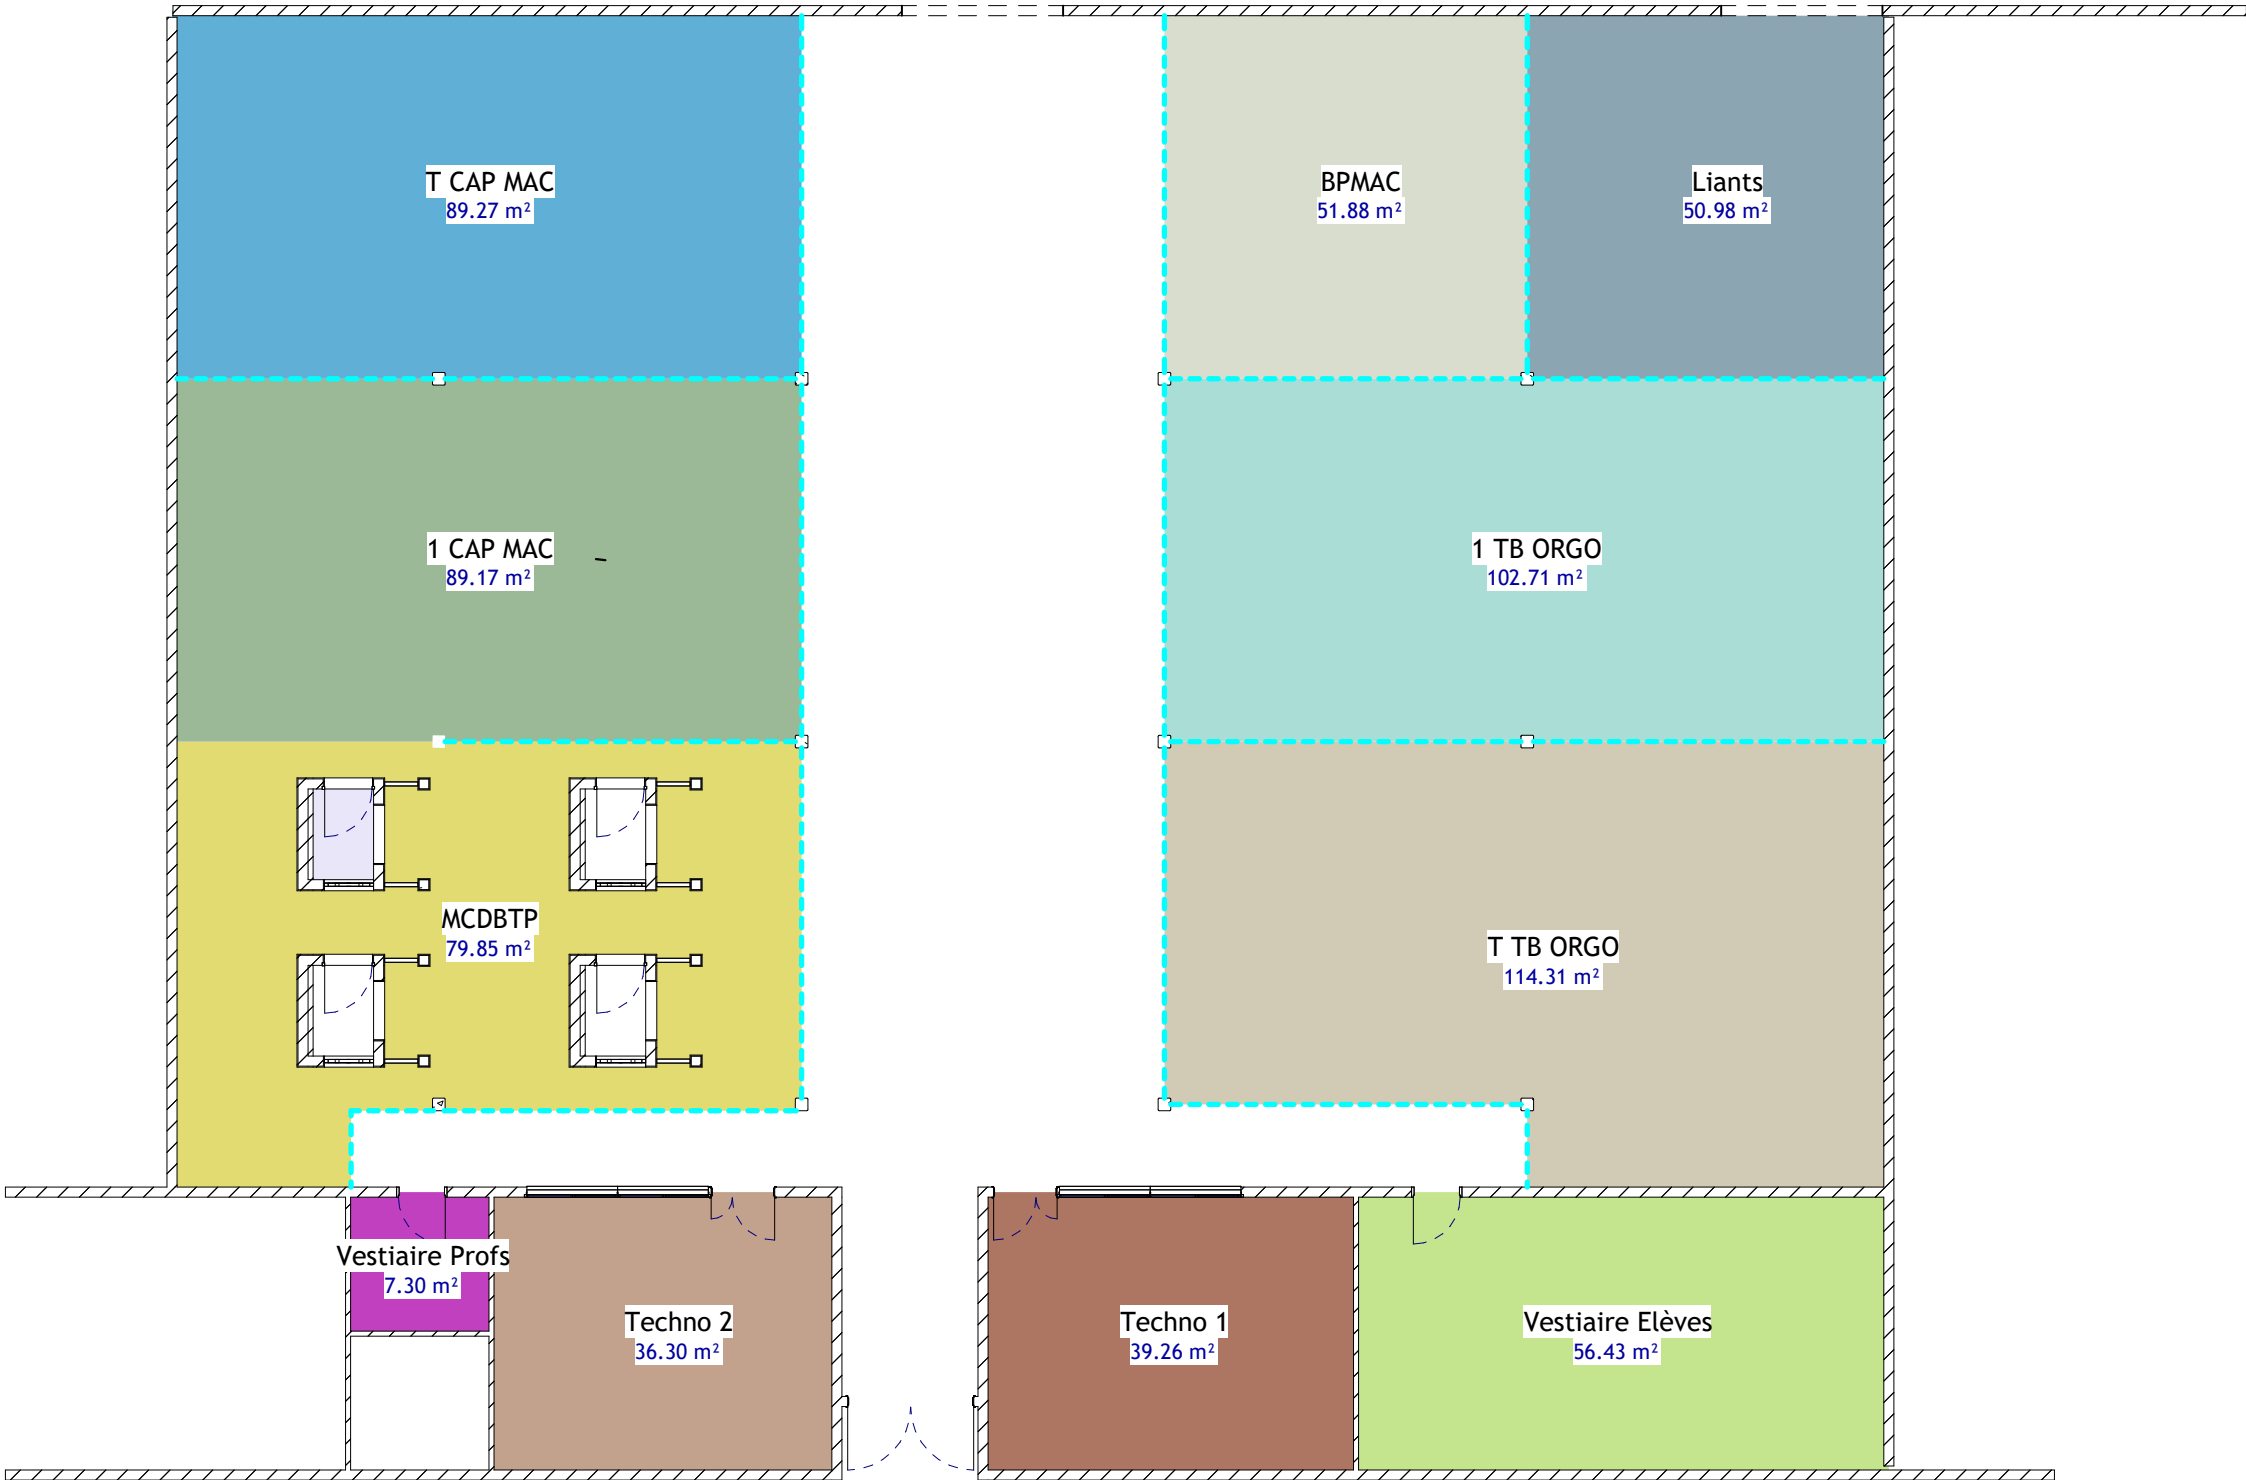 T CAP MAC
89.27 m²
BPMAC
51.88 m²
Liants
50.98 m²
1 CAP MAC
89.17 m²
1 TB ORGO
102.71 m²
MCDBTP
79.85 m²
T TB ORGO
114.31 m²
Vestiaire Profs
7.30 m²
Techno 2
36.30 m²
Techno 1
39.26 m²
Vestiaire Elèves
56.43 m²